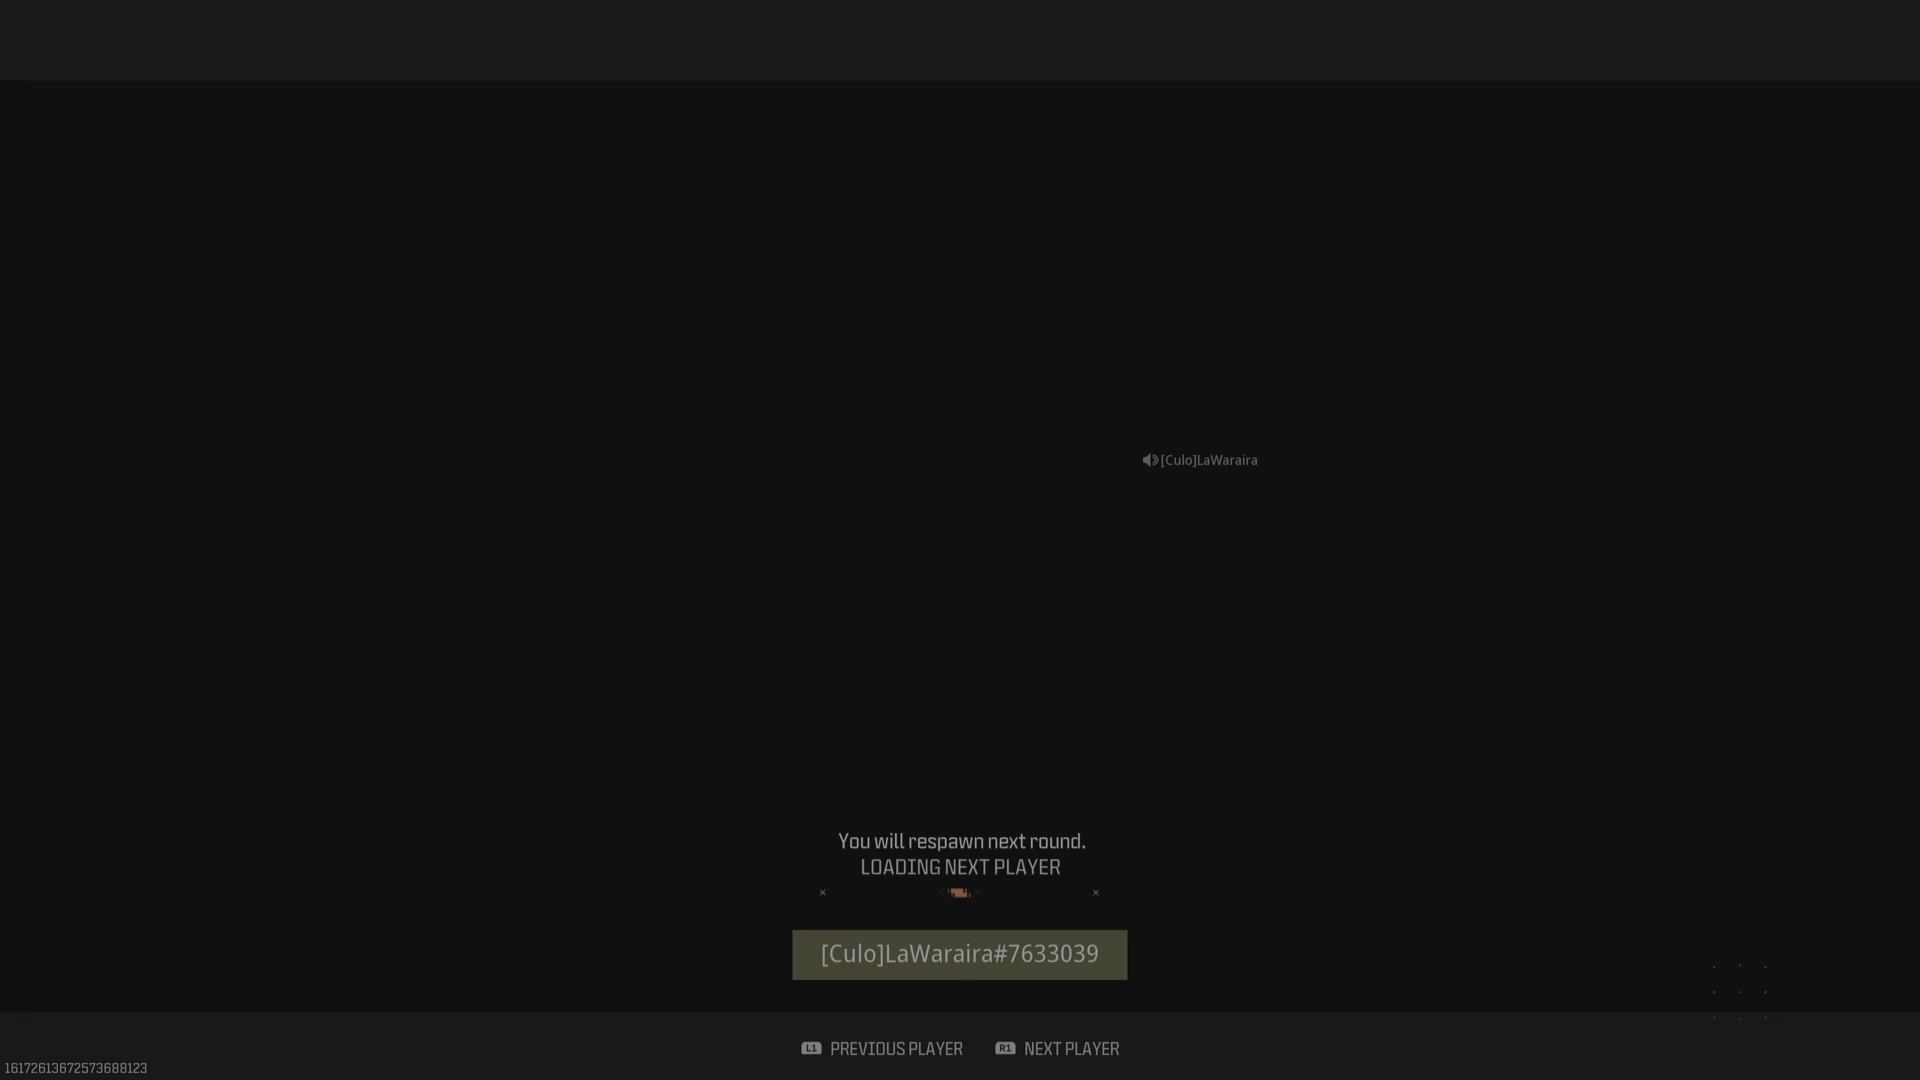 [Culo]LaWaraira
You will respawn next round.
LOADING NEXT PLAYER
[Culo]LaWaraira#7633039
L1 PREVIOUS PLAYER R1 NEXT PLAYER
16172613672573688123